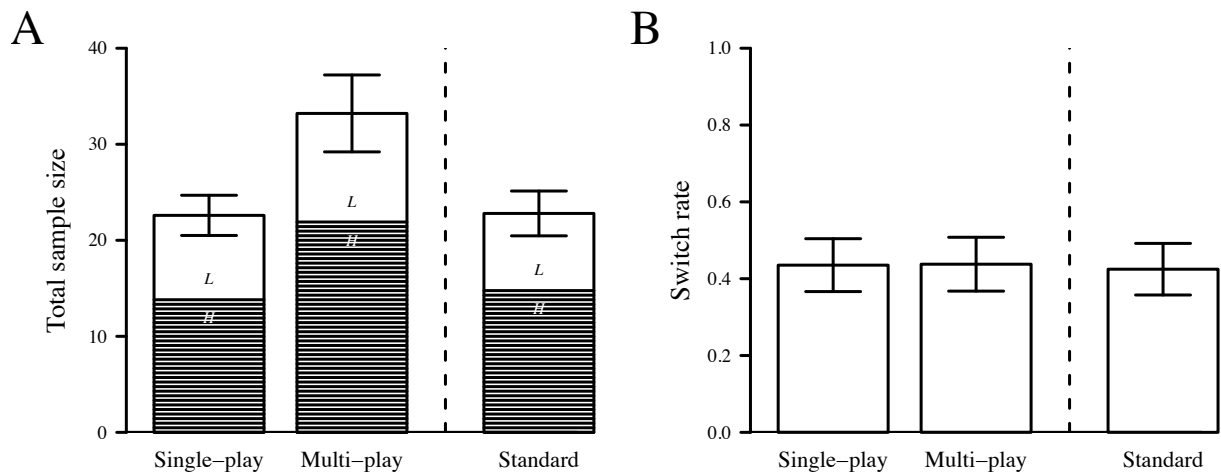 A
Total sample size
40
30
20
10
0
L
H
L
H
L
H
Single−play
Multi−play
Standard
B
Switch rate
1.0
0.8
0.6
0.4
0.2
0.0
Single−play
Multi−play
Standard